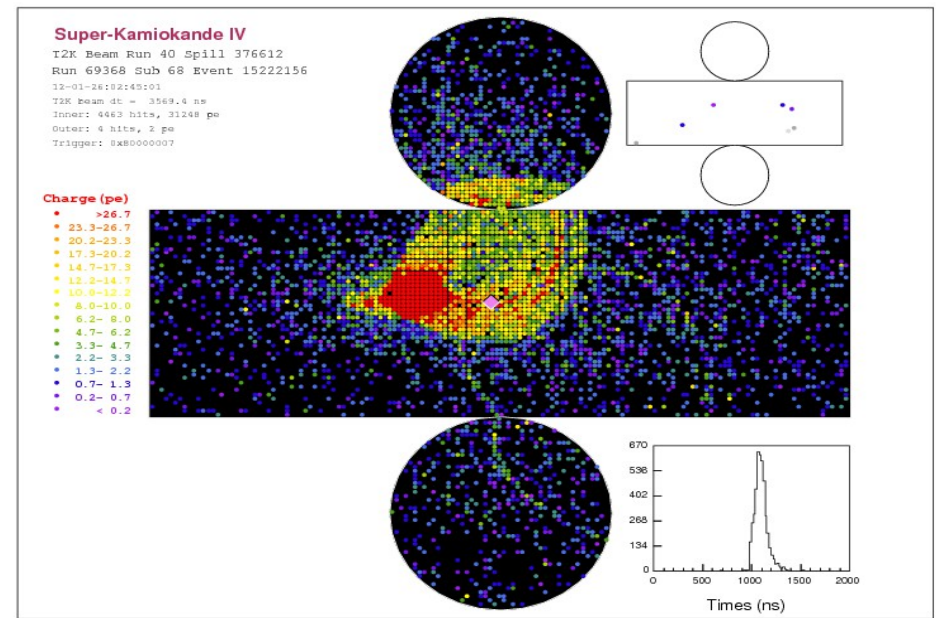 Super-Kamiokande IV
T2K Beam Run 40 Spill 376612
Run 69368 Sub 68 Event 15222156
12-01-26:02:45:01
T2K beam dt = 3569.4 ns
Inner: 4463 hits, 31248 pe
Outer: 4 hits, 2 pe
Trigger: 0x80000007
Charge (pe)
>26.7
23.3-26.7
20.2-23.3
17.3-20.2
14.7-17.3
12.2-14.7
10.0-12.2
8.0-10.0
6.2- 8.0
4.7- 6.2
3.3- 4.7
2.2- 3.3
1.3- 2.2
0.7- 1.3
0.2- 0.7
< 0.2
670
536
402
268
134
0
0 500 1000 1500 2000
Times (ns)